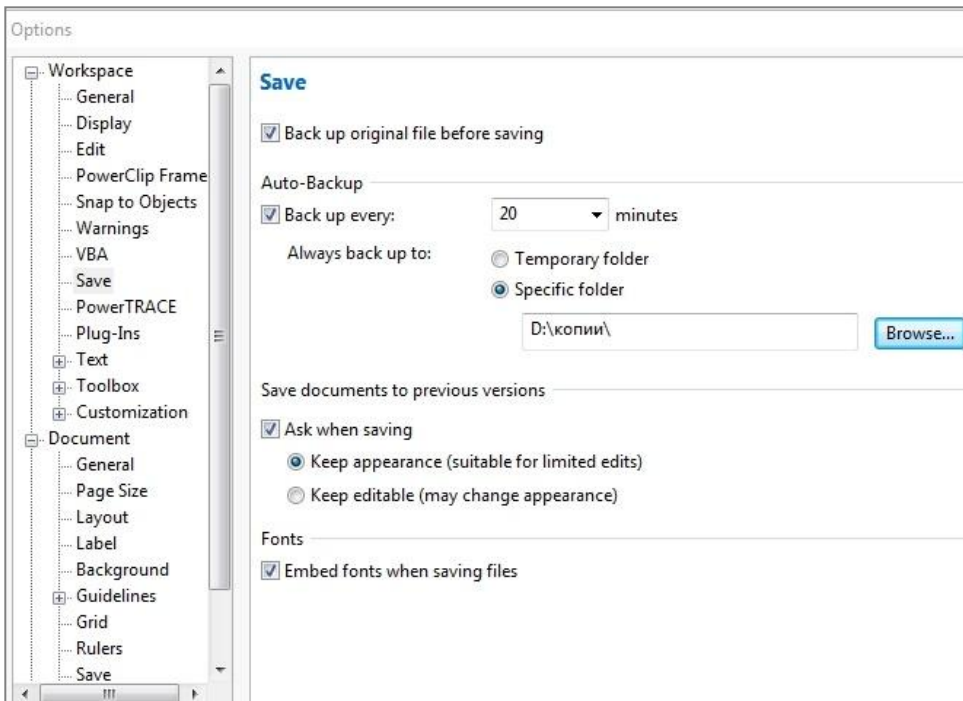 Options
Workspace
General
Display
Edit
PowerClip Frame
Snap to Objects
Warnings
VBA
Save
PowerTRACE
Plug-Ins
Text
Toolbox
Customization
Document
General
Page Size
Layout
Label
Background
Guidelines
Grid
Rulers
Save
Save
Back up original file before saving
Auto-Backup
Back up every: 20 minutes
Always back up to: Temporary folder
Specific folder
D:\копии\ Browse...
Save documents to previous versions
Ask when saving
Keep appearance (suitable for limited edits)
Keep editable (may change appearance)
Fonts
Embed fonts when saving files